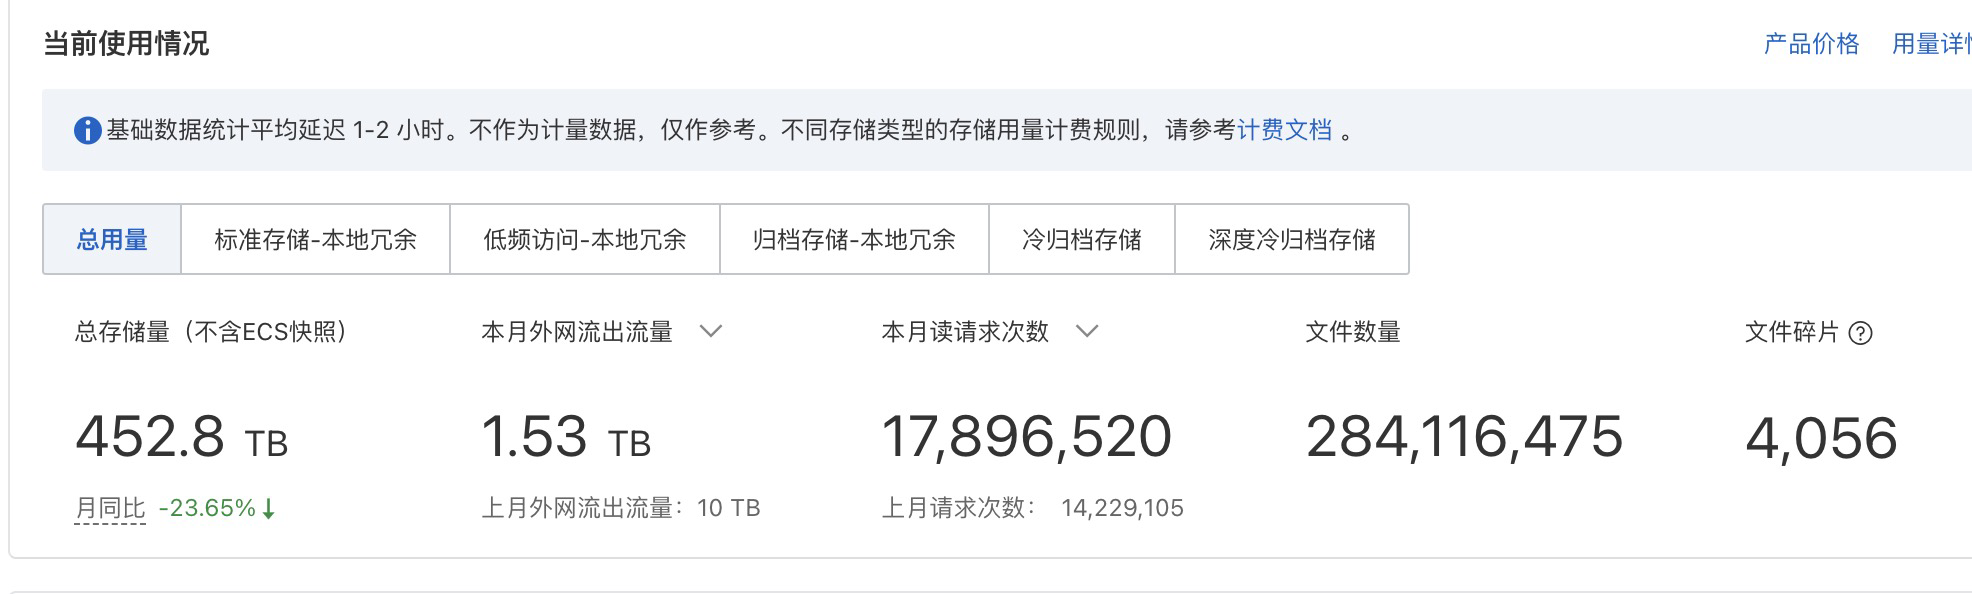 当前使用情况
产品价格 用量详情
基础数据统计平均延迟 1-2 小时。不作为计量数据，仅作参考。不同存储类型的存储用量计费规则，请参考计费文档 。
总用量 标准存储-本地冗余 低频访问-本地冗余 归档存储-本地冗余 冷归档存储 深度冷归档存储
总存储量（不含ECS快照） 本月外网流出流量 本月读请求次数 文件数量 文件碎片
452.8 TB 1.53 TB 17,896,520 284,116,475 4,056
月同比 -23.65% 上月外网流出流量：10 TB 上月请求次数： 14,229,105